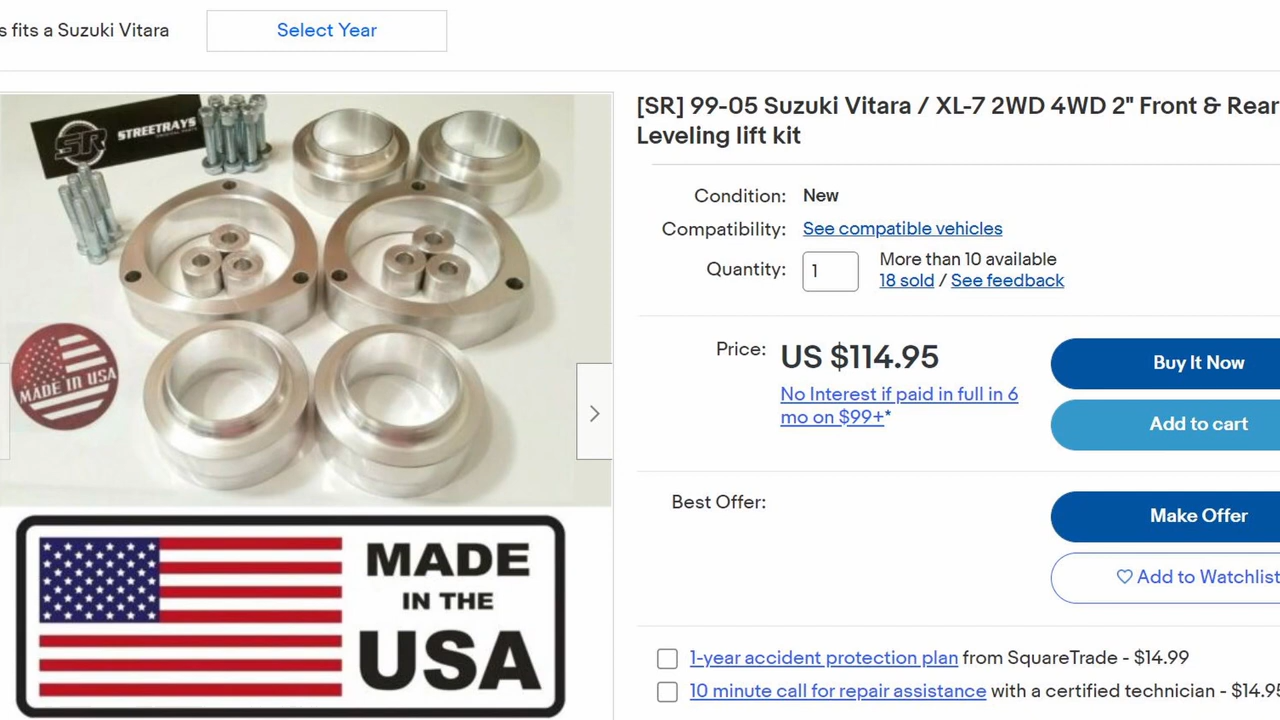 s fits a Suzuki Vitara
Select Year
SR STREETRAYS
MADE IN USA
MADE
IN THE
USA
[SR] 99-05 Suzuki Vitara / XL-7 2WD 4WD 2" Front & Rear
Leveling lift kit
Condition: New
Compatibility: See compatible vehicles
Quantity: 1
More than 10 available
18 sold / See feedback
Price: US $114.95
No Interest if paid in full in 6
mo on $99+*
Buy It Now
Add to cart
Best Offer:
Make Offer
Add to Watchlist
1-year accident protection plan from SquareTrade - $14.99
10 minute call for repair assistance with a certified technician - $14.95